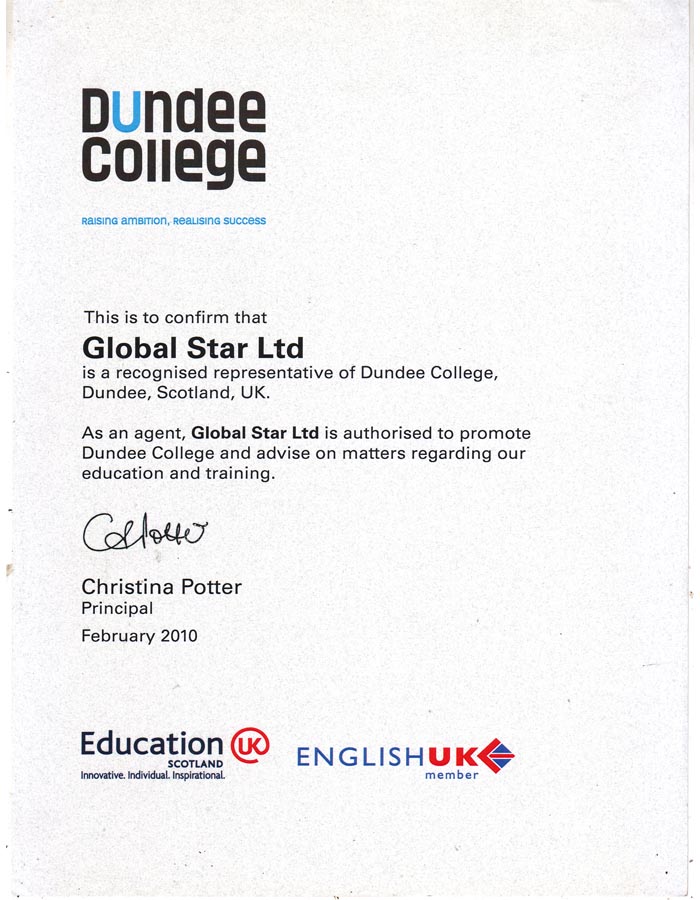 Dundee
College
Raising Ambition, Realising Success
This is to confirm that
Global Star Ltd
is a recognised representative of Dundee College,
Dundee, Scotland, UK.
As an agent, Global Star Ltd is authorised to promote
Dundee College and advise on matters regarding our
education and training.
CPotter
Christina Potter
Principal
February 2010
Education UK
SCOTLAND
Innovative. Individual. Inspirational.
ENGLISHUK
member